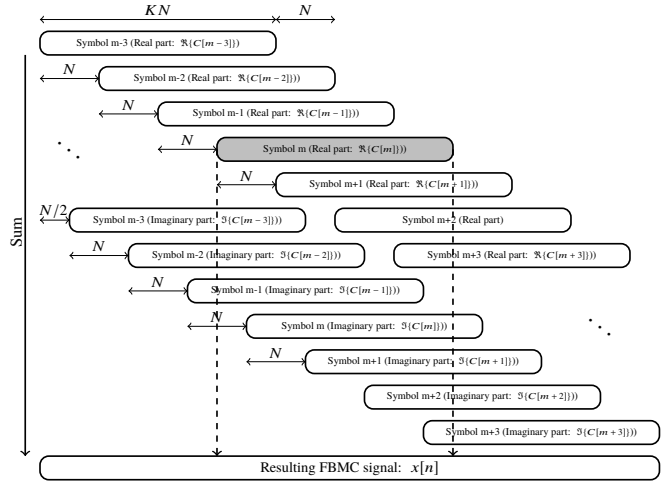 KN N
Symbol m-3 (Real part: ℜ{C[m − 3]})
N Symbol m-2 (Real part: ℜ{C[m − 2]}))
N Symbol m-1 (Real part: ℜ{C[m − 1]}))
N Symbol m (Real part: ℜ{C[m]}))
N Symbol m+1 (Real part: ℜ{C[m + 1]}))
N/2 Symbol m-3 (Imaginary part: ℑ{C[m − 3]}) Symbol m+2 (Real part)
N Symbol m-2 (Imaginary part: ℑ{C[m − 2]})) Symbol m+3 (Real part: ℜ{C[m + 3]}))
N Symbol m-1 (Imaginary part: ℑ{C[m − 1]}))
N Symbol m (Imaginary part: ℑ{C[m]}))
N Symbol m+1 (Imaginary part: ℑ{C[m + 1]}))
Symbol m+2 (Imaginary part: ℑ{C[m + 2]}))
Symbol m+3 (Imaginary part: ℑ{C[m + 3]}))
Sum
Resulting FBMC signal: x[n]